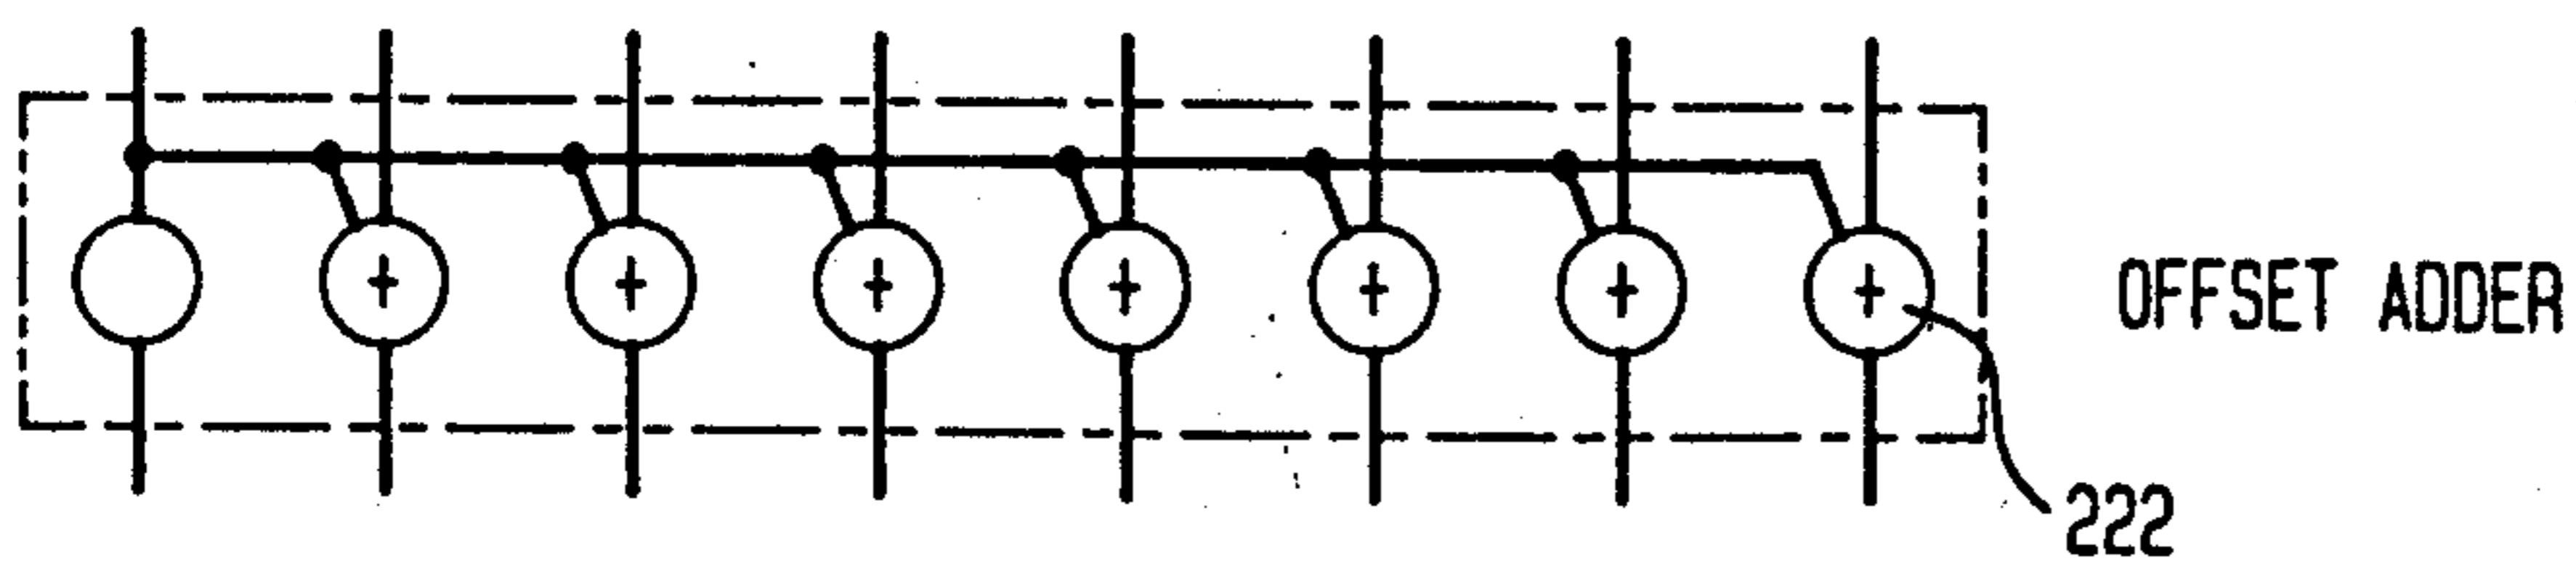 + + + + + + +
OFFSET ADDER
222